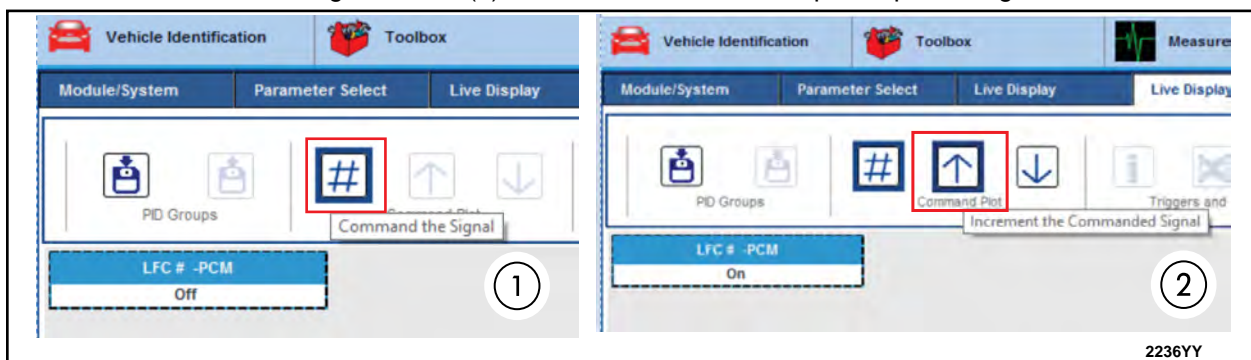 Vehicle Identification Toolbox
Module/System Parameter Select Live Display
#
PID Groups
Command the Signal
LFC # -PCM
Off
1
Vehicle Identification Toolbox Measure
Module/System Parameter Select Live Display Live Display
#
PID Groups Command Plot Triggers and
Increment the Commanded Signal
LFC # -PCM
On
2
2236YY